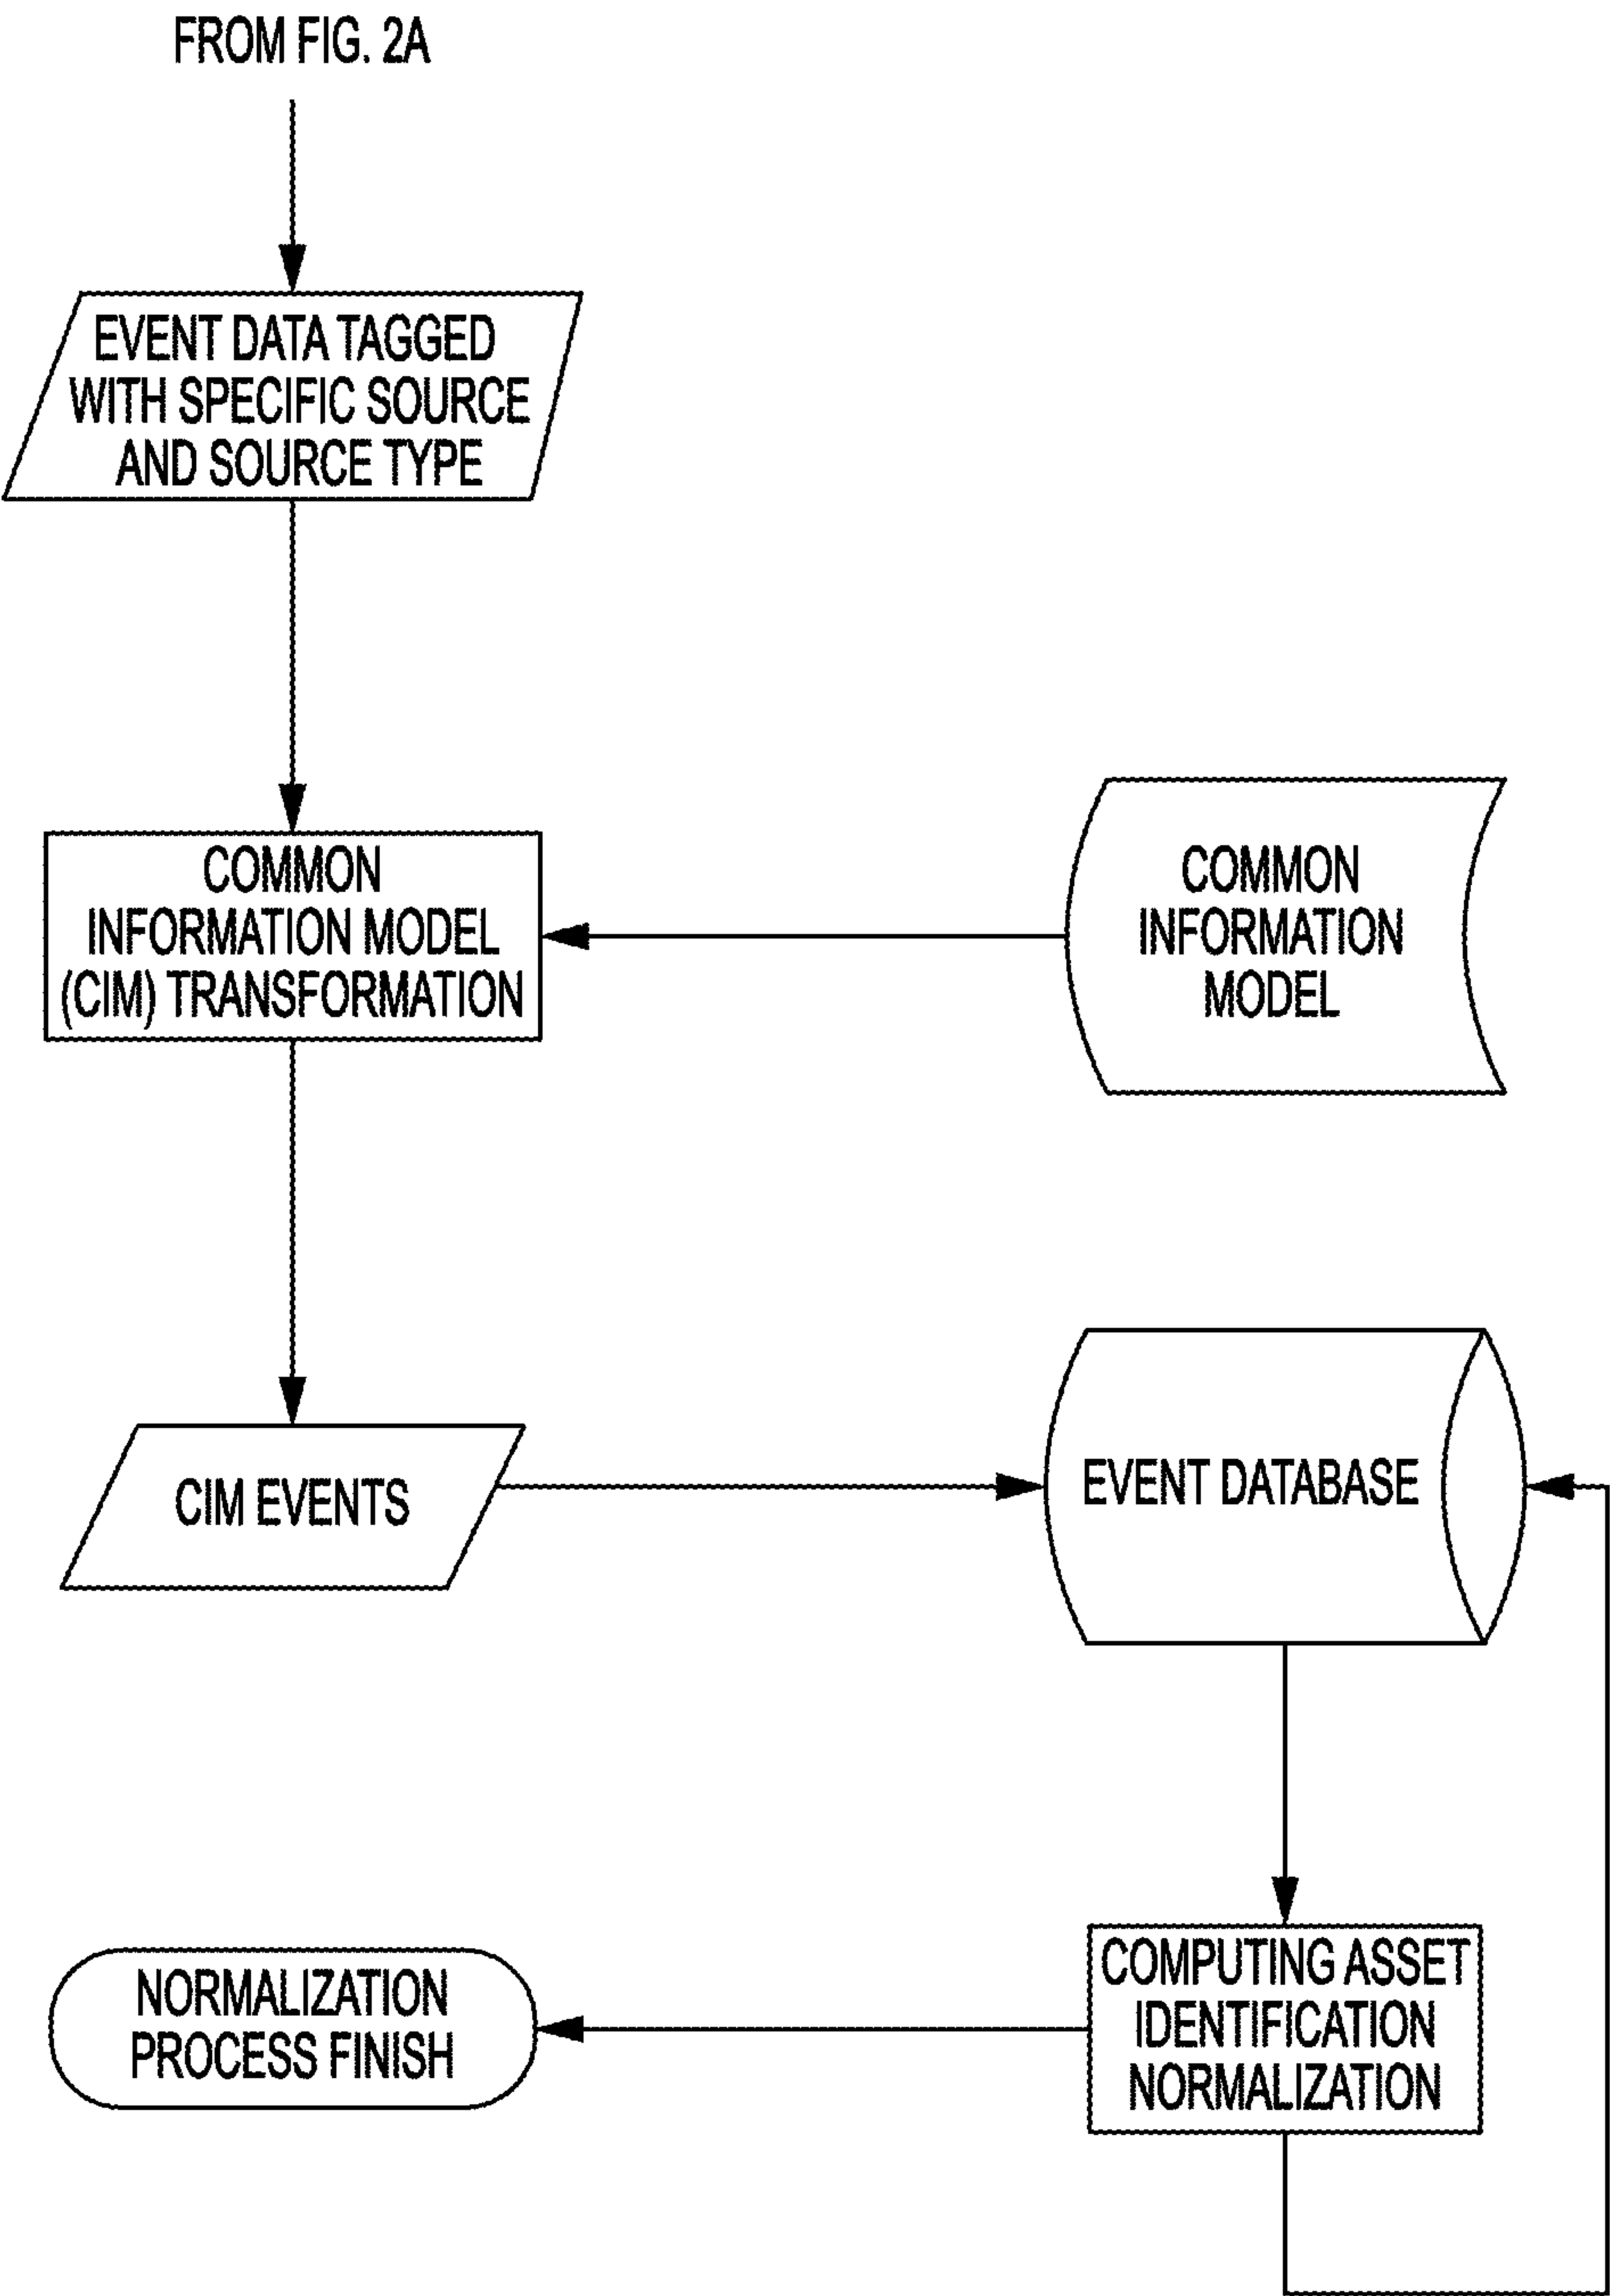 FROM FIG. 2A
EVENT DATA TAGGED
WITH SPECIFIC SOURCE
AND SOURCE TYPE
COMMON
INFORMATION MODEL
(CIM) TRANSFORMATION
COMMON
INFORMATION
MODEL
CIM EVENTS
EVENT DATABASE
COMPUTING ASSET
IDENTIFICATION
NORMALIZATION
NORMALIZATION
PROCESS FINISH